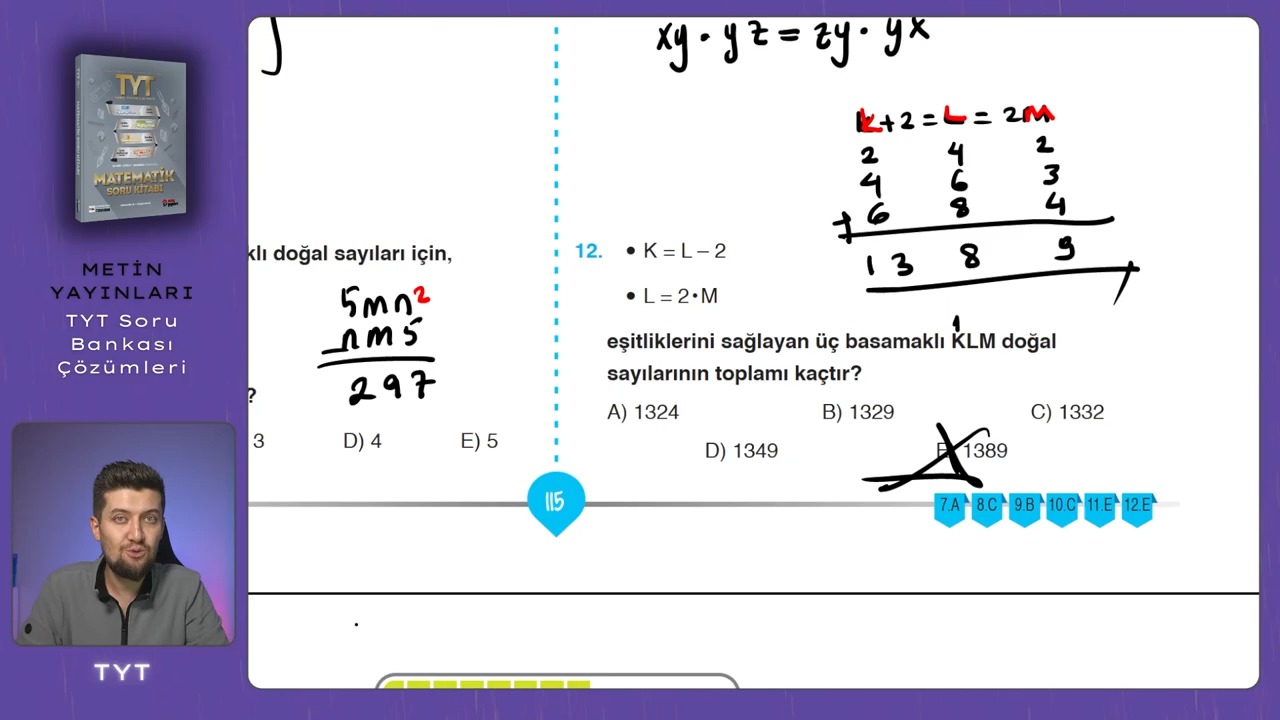 TYT
MATEMATİK
SORU KİTABI
METİN
YAYINLARI
TYT Soru
Bankası
Çözümleri
TYT
xy · yz = zy · yx
klı doğal sayıları için,
5mn2
nm5
297
?
3 D) 4 E) 5
K+2 = L = 2M
2 4 2
4 6 3
+ 6 8 4
13 8 9
12. • K = L – 2
• L = 2•M
1
eşitliklerini sağlayan üç basamaklı KLM doğal
sayılarının toplamı kaçtır?
A) 1324 B) 1329 C) 1332
D) 1349 E) 1389
115
7.A 8.C 9.B 10.C 11.E 12.E